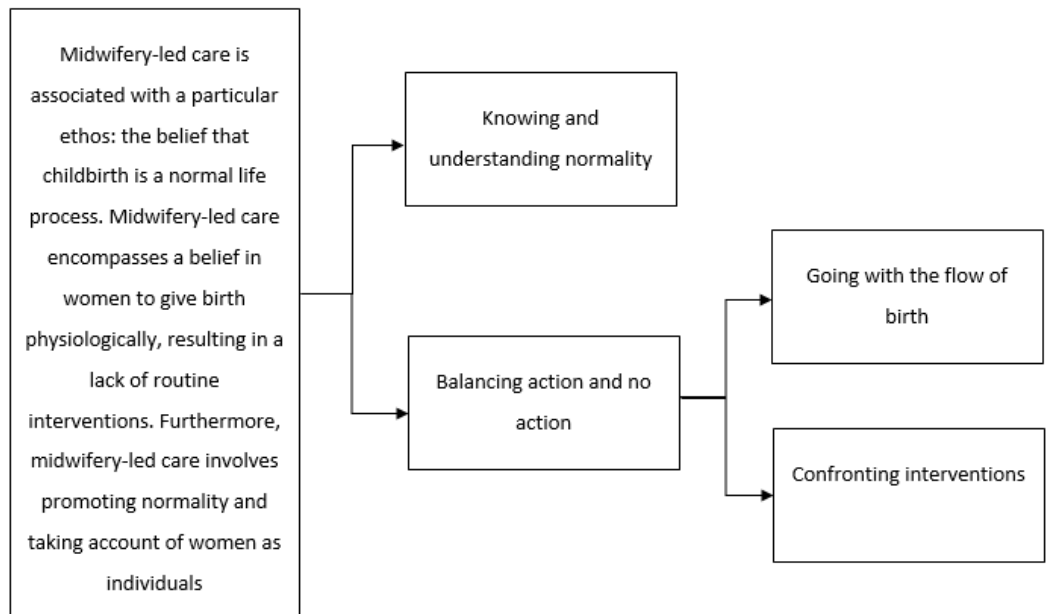 Midwifery-led care is
associated with a particular
ethos: the belief that
childbirth is a normal life
process. Midwifery-led care
encompasses a belief in
women to give birth
physiologically, resulting in a
lack of routine
interventions. Furthermore,
midwifery-led care involves
promoting normality and
taking account of women as
individuals
Knowing and
understanding normality
Balancing action and no
action
Going with the flow of
birth
Confronting interventions